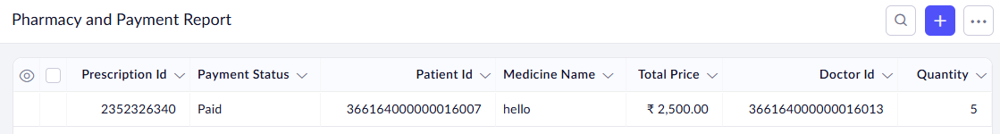 Pharmacy and Payment Report
Prescription Id Payment Status Patient Id Medicine Name Total Price Doctor Id Quantity
2352326340 Paid 366164000000016007 hello ₹ 2,500.00 366164000000016013 5